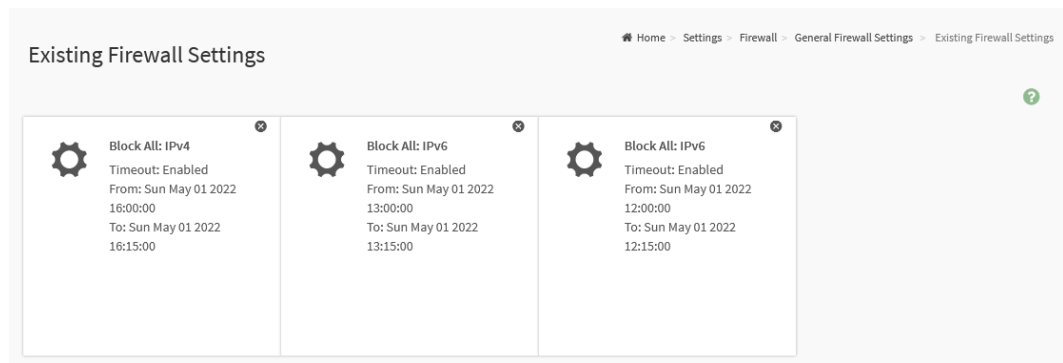 Home > Settings > Firewall > General Firewall Settings > Existing Firewall Settings
Existing Firewall Settings
?
Block All: IPv4
Timeout: Enabled
From: Sun May 01 2022
16:00:00
To: Sun May 01 2022
16:15:00
Block All: IPv6
Timeout: Enabled
From: Sun May 01 2022
13:00:00
To: Sun May 01 2022
13:15:00
Block All: IPv6
Timeout: Enabled
From: Sun May 01 2022
12:00:00
To: Sun May 01 2022
12:15:00